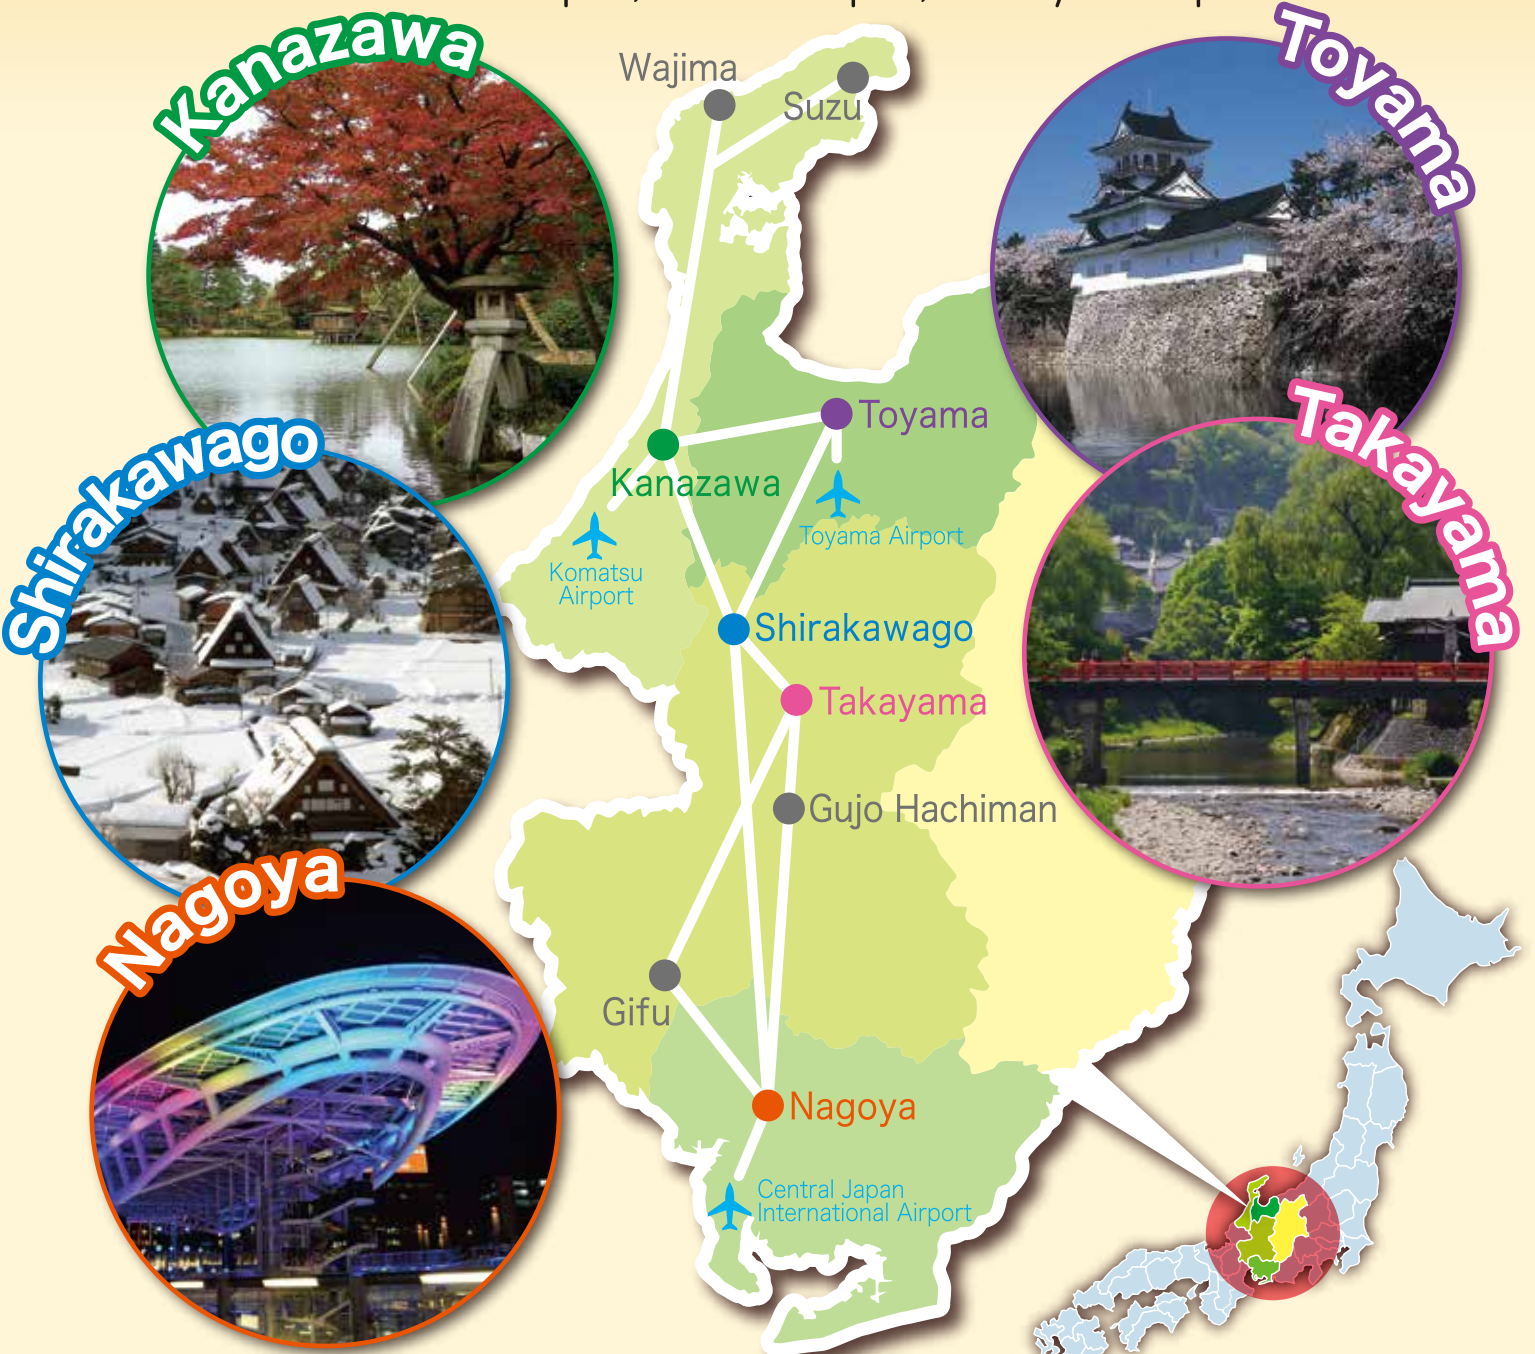 Kanazawa
Toyama
Wajima
Suzu
Toyama
Kanazawa
Toyama Airport
Komatsu
Airport
Shirakawago
Takayama
Shirakawago
Takayama
Gujo Hachiman
Nagoya
Gifu
Nagoya
Central Japan
International Airport